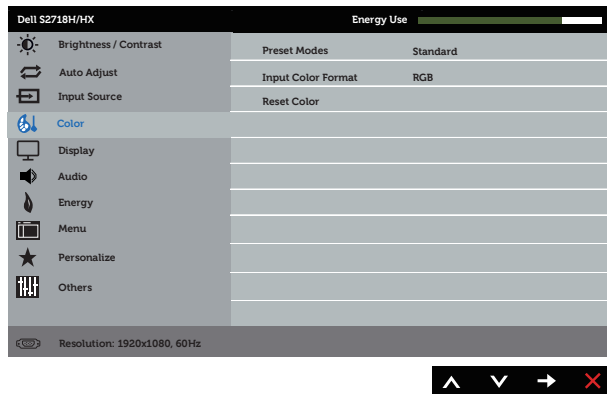 Dell S2718H/HX Energy Use
Brightness / Contrast
Auto Adjust
Input Source
Color
Display
Audio
Energy
Menu
Personalize
Others
Preset Modes Standard
Input Color Format RGB
Reset Color
Resolution: 1920x1080, 60Hz